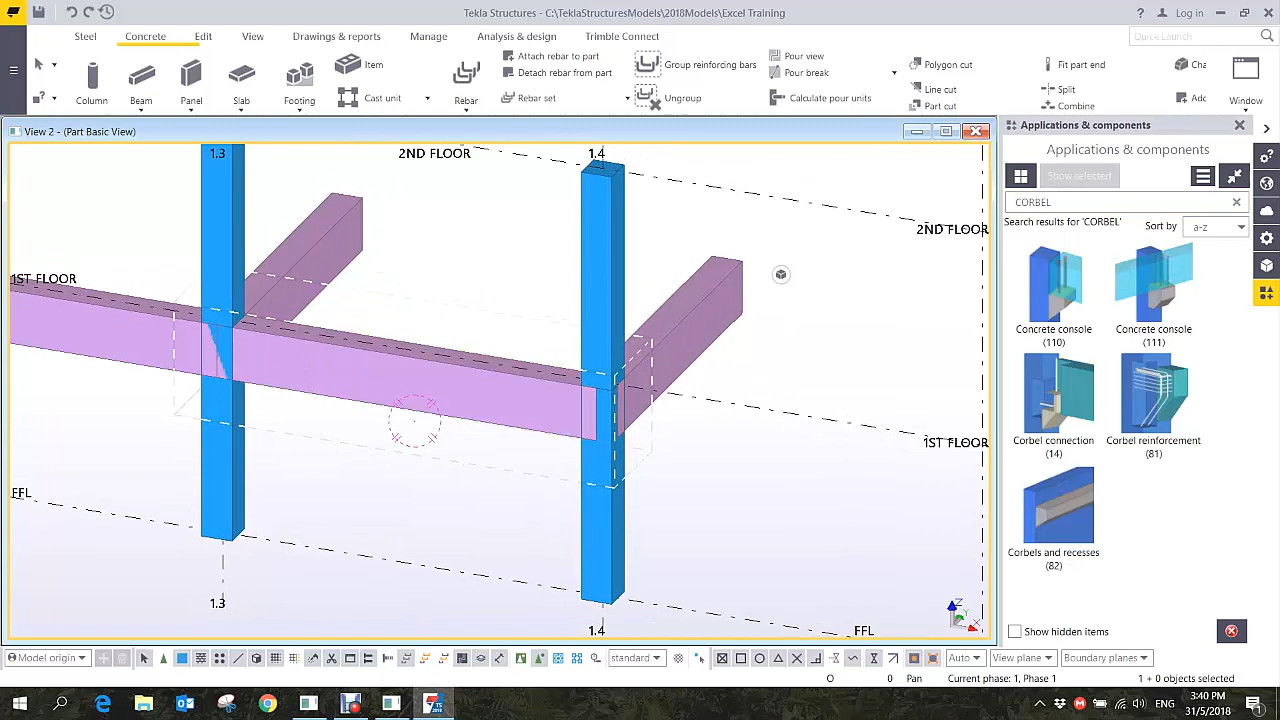 Tekla Structures - C:\TeklaStructuresModels\2018Models\Excel Training
Log in
Steel
Concrete
Edit
View
Drawings & reports
Manage
Analysis & design
Trimble Connect
Quick Launch
Column
Beam
Panel
Slab
Footing
Item
Cast unit
Rebar
Attach rebar to part
Detach rebar from part
Rebar set
Group reinforcing bars
Ungroup
Pour view
Pour break
Calculate pour units
Polygon cut
Line cut
Part cut
Fit part end
Split
Combine
Cha
Adc
Window
View 2 - (Part Basic View)
1.3
2ND FLOOR
1.4
2ND FLOOR
1ST FLOOR
1ST FLOOR
FFL
1.3
1.4
FFL
Z
Applications & components
Applications & components
Show selected
CORBEL
Search results for 'CORBEL'
Sort by
a-z
Concrete console
(110)
Concrete console
(111)
Corbel connection
(14)
Corbel reinforcement
(81)
Corbels and recesses
(82)
Show hidden items
Model origin
standard
Auto
View plane
Boundary planes
O
0
Pan
Current phase: 1, Phase 1
1 + 0 objects selected
ENG
3:40 PM
31/5/2018